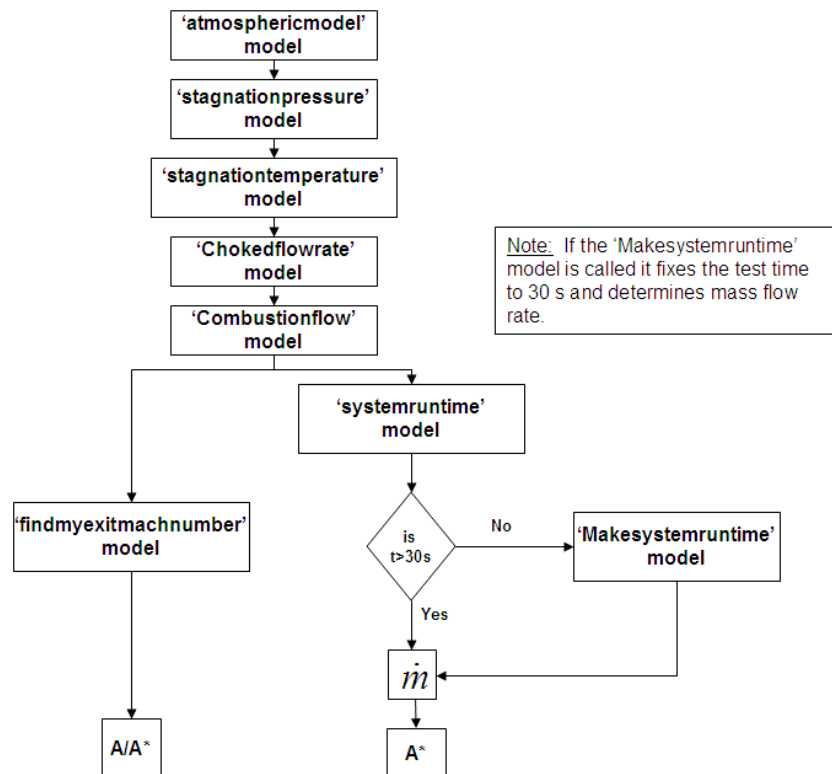 ‘atmosphericmodel’
model
‘stagnationpressure’
model
‘stagnationtemperature’
model
‘Chokedflowrate’
model
‘Combustionflow’
model
Note: If the ‘Makesystemruntime’
model is called it fixes the test time
to 30 s and determines mass flow
rate.
‘systemruntime’
model
‘findmyexitmachnumber’
model
is
t>30s
No
‘Makesystemruntime’
model
Yes
ṁ
A/A*
A*